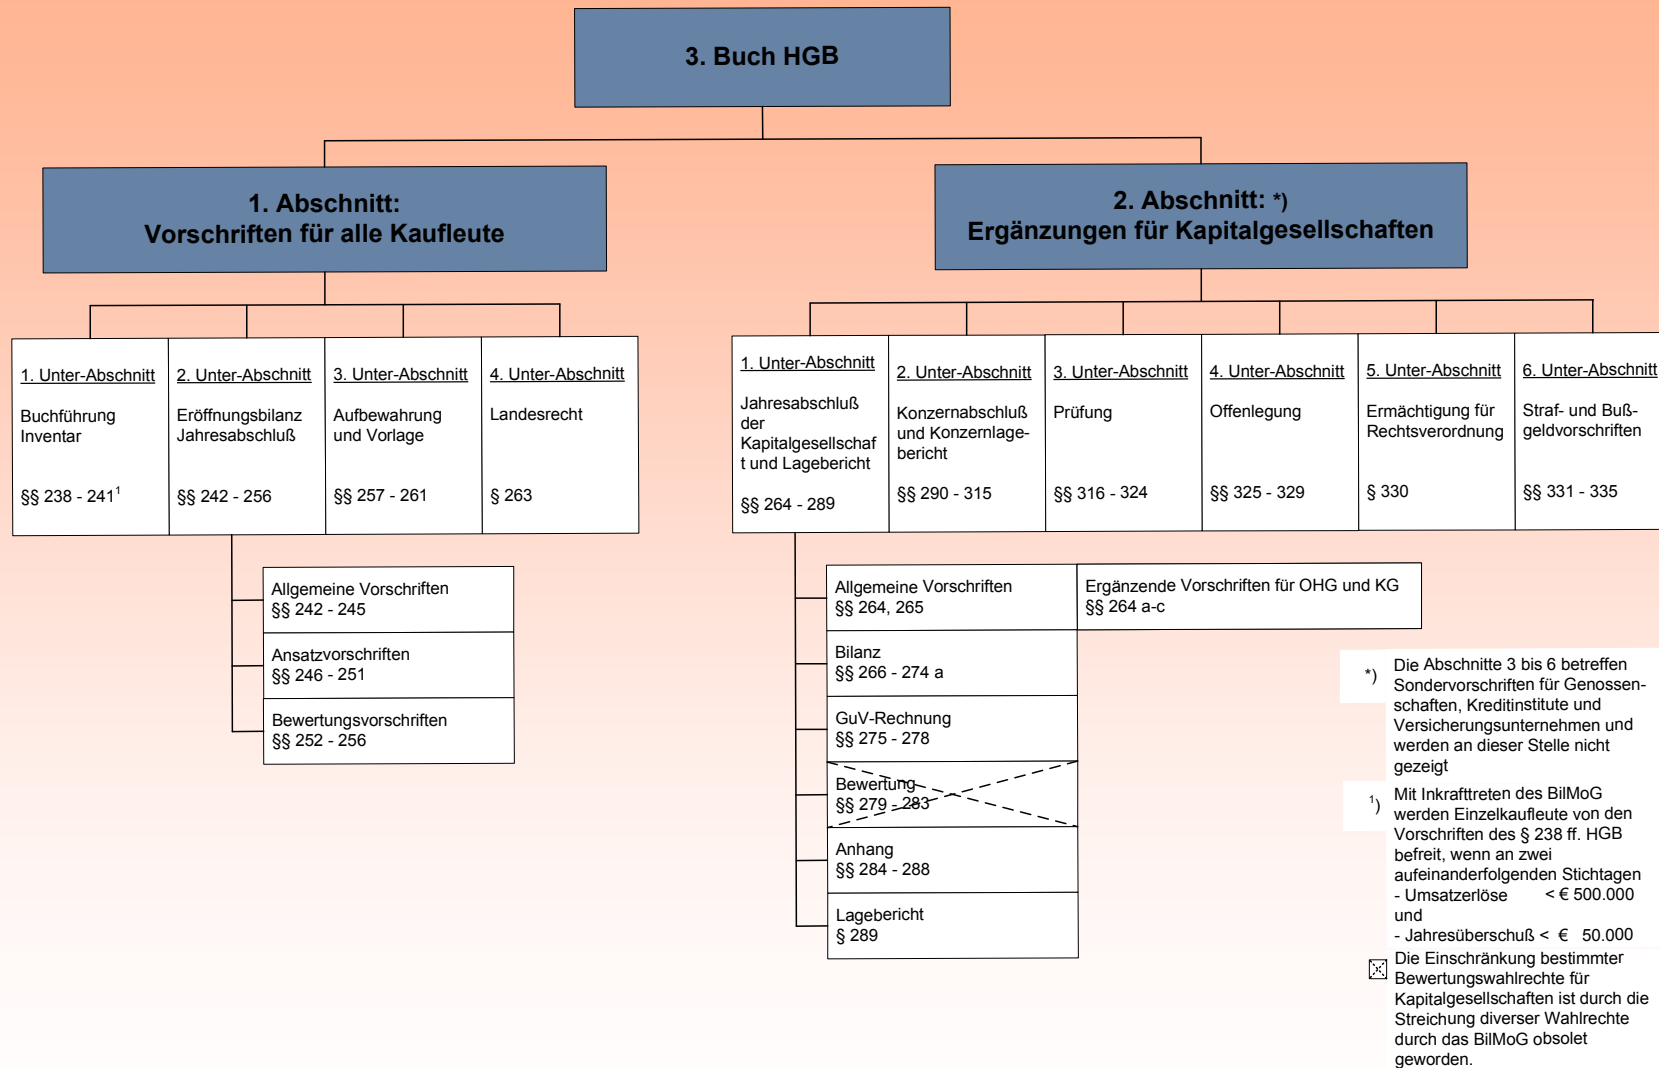 3. Buch HGB
1. Abschnitt:
Vorschriften für alle Kaufleute
2. Abschnitt: *)
Ergänzungen für Kapitalgesellschaften
1. Unter-Abschnitt
Buchführung
Inventar
§§ 238 - 241¹
2. Unter-Abschnitt
Eröffnungsbilanz
Jahresabschluß
§§ 242 - 256
3. Unter-Abschnitt
Aufbewahrung
und Vorlage
§§ 257 - 261
4. Unter-Abschnitt
Landesrecht
§ 263
1. Unter-Abschnitt
Jahresabschluß
der
Kapitalgesellschaf
t und Lagebericht
§§ 264 - 289
2. Unter-Abschnitt
Konzernabschluß
und Konzernlage-
bericht
§§ 290 - 315
3. Unter-Abschnitt
Prüfung
§§ 316 - 324
4. Unter-Abschnitt
Offenlegung
§§ 325 - 329
5. Unter-Abschnitt
Ermächtigung für
Rechtsverordnung
§ 330
6. Unter-Abschnitt
Straf- und Buß-
geldvorschriften
§§ 331 - 335
Allgemeine Vorschriften
§§ 242 - 245
Ansatzvorschriften
§§ 246 - 251
Bewertungsvorschriften
§§ 252 - 256
Allgemeine Vorschriften
§§ 264, 265
Ergänzende Vorschriften für OHG und KG
§§ 264 a-c
Bilanz
§§ 266 - 274 a
GuV-Rechnung
§§ 275 - 278
Bewertung
§§ 279 - 283
Anhang
§§ 284 - 288
Lagebericht
§ 289
*) Die Abschnitte 3 bis 6 betreffen
Sondervorschriften für Genossen-
schaften, Kreditinstitute und
Versicherungsunternehmen und
werden an dieser Stelle nicht
gezeigt
¹) Mit Inkrafttreten des BilMoG
werden Einzelkaufleute von den
Vorschriften des § 238 ff. HGB
befreit, wenn an zwei
aufeinanderfolgenden Stichtagen
- Umsatzerlöse < € 500.000
und
- Jahresüberschuß < € 50.000
Die Einschränkung bestimmter
Bewertungswahlrechte für
Kapitalgesellschaften ist durch die
Streichung diverser Wahlrechte
durch das BilMoG obsolet
geworden.